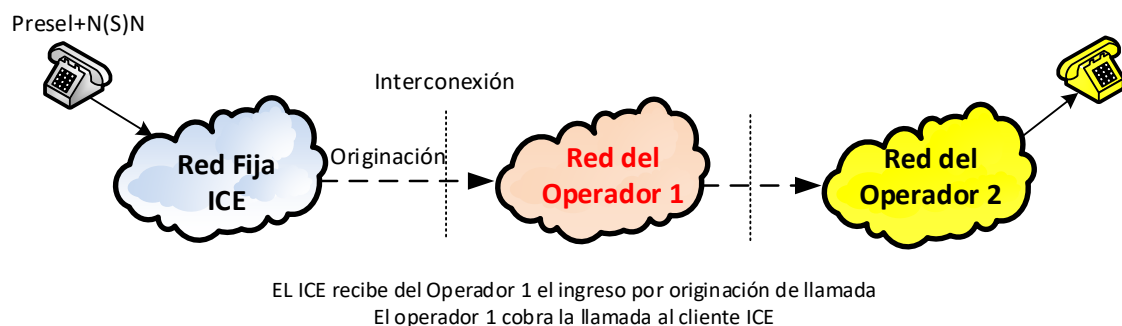 Presel+N(S)N
Interconexión
Red Fija
ICE
Originación
Red del
Operador 1
Red del
Operador 2
EL ICE recibe del Operador 1 el ingreso por originación de llamada
El operador 1 cobra la llamada al cliente ICE